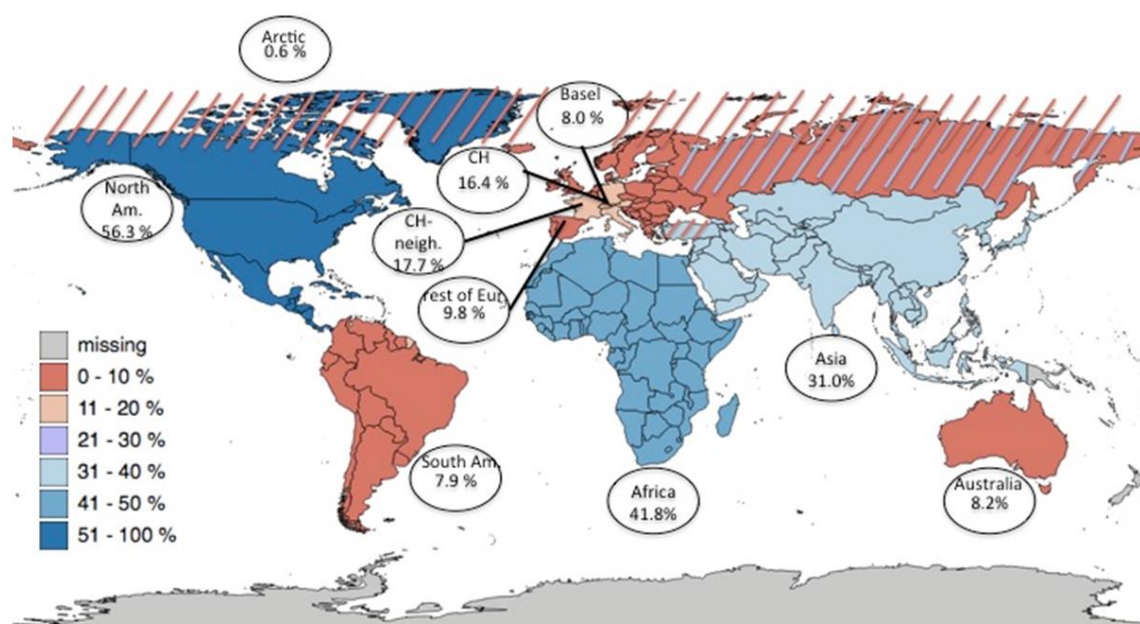 Arctic
0.6 %
Basel
8.0 %
CH
16.4 %
North
Am.
56.3 %
CH-
neigh.
17.7 %
rest of Eur.
9.8 %
missing
0 - 10 %
11 - 20 %
21 - 30 %
31 - 40 %
41 - 50 %
51 - 100 %
Asia
31.0%
South Am.
7.9 %
Africa
41.8%
Australia
8.2%